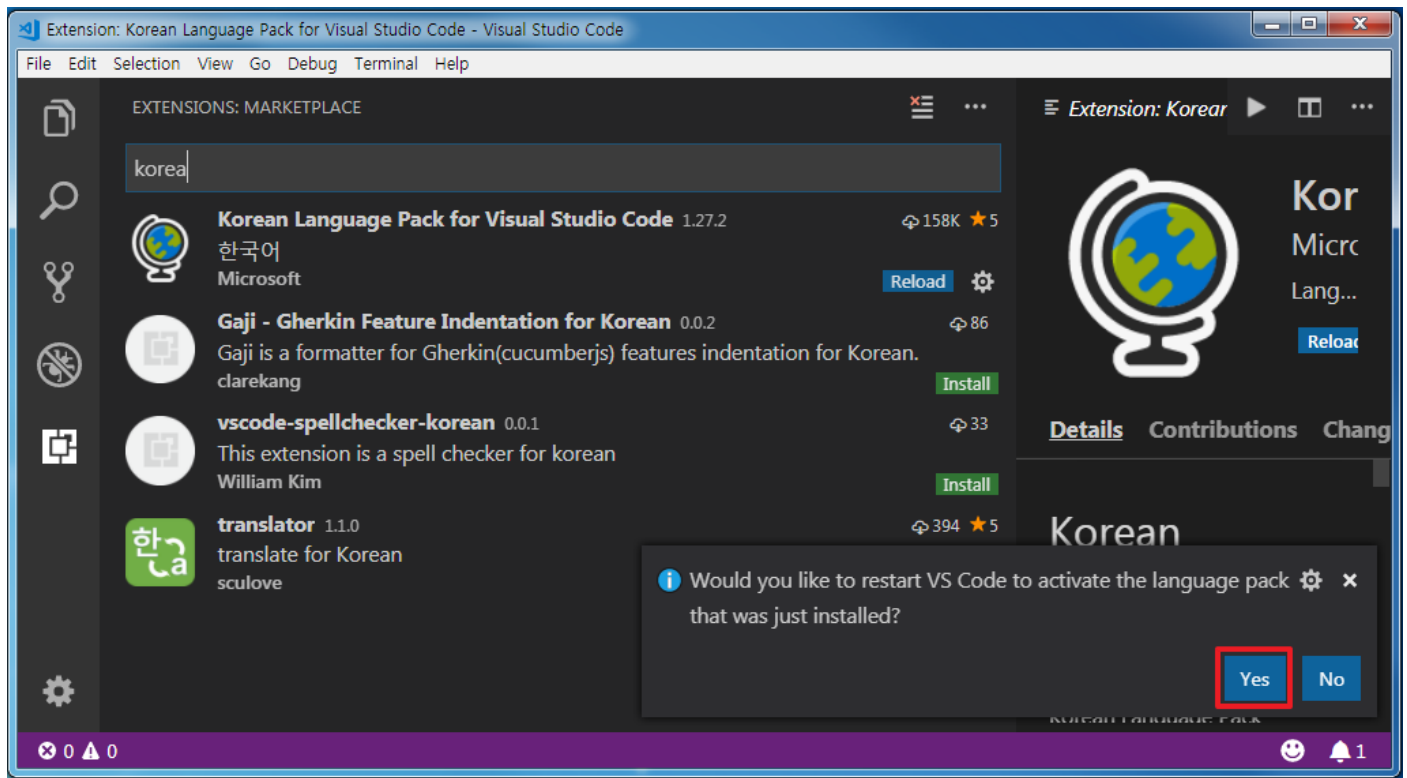 Extension: Korean Language Pack for Visual Studio Code - Visual Studio Code
File Edit Selection View Go Debug Terminal Help
EXTENSIONS: MARKETPLACE
korea
Korean Language Pack for Visual Studio Code 1.27.2 158K 5
한국어
Microsoft Reload
Gaji - Gherkin Feature Indentation for Korean 0.0.2 86
Gaji is a formatter for Gherkin(cucumberjs) features indentation for Korean.
clarekang Install
vscode-spellchecker-korean 0.0.1 33
This extension is a spell checker for korean
William Kim Install
한 a
translator 1.1.0 394 5
translate for Korean
sculove
Extension: Korear
Kor
Micro
Lang...
Reload
Details Contributions Chang
Korean
Would you like to restart VS Code to activate the language pack
that was just installed?
Yes No
Korean Language Pack
0 0 1